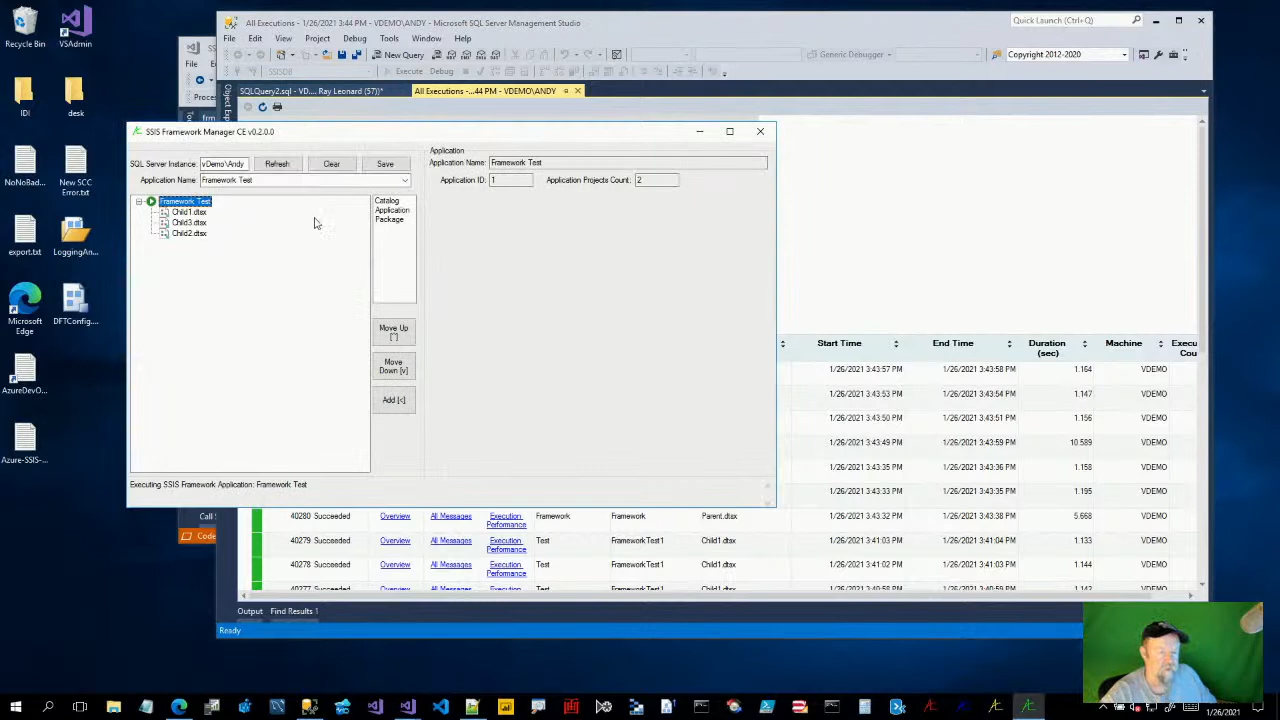 Recycle Bin
VSAdmin
IDI
desk
NoNoBad...
New SCC
Error.txt
export.txt
LoggingAn...
Microsoft
Edge
DFTConfig....
AzureDevO...
Azure-SSIS-...
All Executions - 1/26/2021 3:44 PM - VDEMO\ANDY - Microsoft SQL Server Management Studio
Quick Launch (Ctrl+Q)
File Edit View Project Debug Tools Window Help
New Query
Generic Debugger
Copyright 2012-2020
SSISDB
Execute Debug
SQLQuery2.sql - VD.... Ray Leonard (57))*
All Executions -...44 PM - VDEMO\ANDY
File
Proces
Object Exp
SSIS Framework Manager CE v0.2.0.0
SQL Server Instance: vDemo\Andy Refresh Clear Save
Application Name: Framework Test
Framework Test
Child1.dtsx
Child3.dtsx
Child2.dtsx
Catalog
Application
Package
Move Up
[^]
Move
Down [v]
Add [<]
Application
Application Name: Framework Test
Application ID: 1 Application Projects Count: 2
Executing SSIS Framework Application: Framework Test
Start Time End Time Duration (sec) Machine Execu Cou
1/26/2021 3:43:57 PM 1/26/2021 3:43:58 PM 1.164 VDEMO
1/26/2021 3:43:53 PM 1/26/2021 3:43:54 PM 1.147 VDEMO
1/26/2021 3:43:50 PM 1/26/2021 3:43:51 PM 1.156 VDEMO
1/26/2021 3:43:49 PM 1/26/2021 3:43:59 PM 10.589 VDEMO
1/26/2021 3:43:35 PM 1/26/2021 3:43:36 PM 1.158 VDEMO
1/26/2021 3:43:33 PM 1/26/2021 3:43:35 PM 1.195 VDEMO
40280 Succeeded Overview All Messages Execution Performance Framework Framework Parent.dtsx 1/26/2021 3:43:32 PM 1/26/2021 3:43:38 PM 5.668 VDEMO
40279 Succeeded Overview All Messages Execution Performance Test FrameworkTest1 Child1.dtsx 1/26/2021 3:41:03 PM 1/26/2021 3:41:04 PM 1.133 VDEMO
40278 Succeeded Overview All Messages Execution Performance Test FrameworkTest1 Child1.dtsx 1/26/2021 3:41:02 PM 1/26/2021 3:41:03 PM 1.144 VDEMO
Call S
Code
Output Find Results 1
Ready
1/26/2021